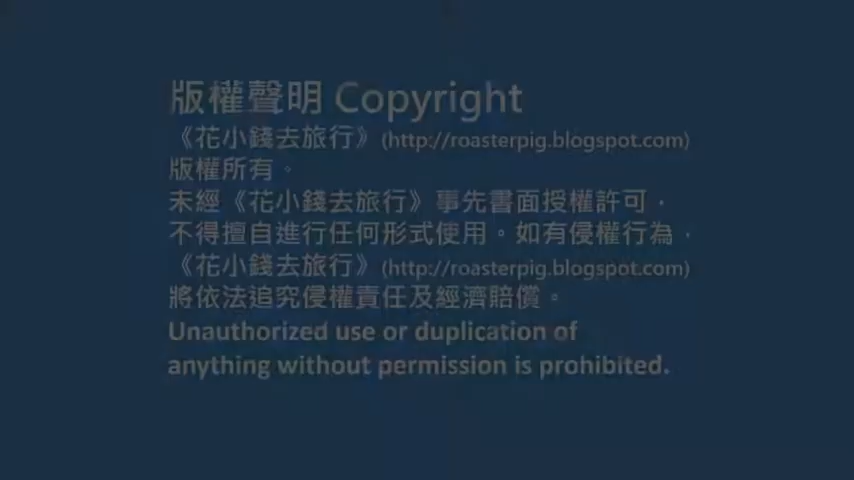 版權聲明 Copyright
《花小錢去旅行》(http://roasterpig.blogspot.com)
版權所有。
未經《花小錢去旅行》事先書面授權許可，
不得擅自進行任何形式使用。如有侵權行為，
《花小錢去旅行》(http://roasterpig.blogspot.com)
將依法追究侵權責任及經濟賠償。
Unauthorized use or duplication of
anything without permission is prohibited.